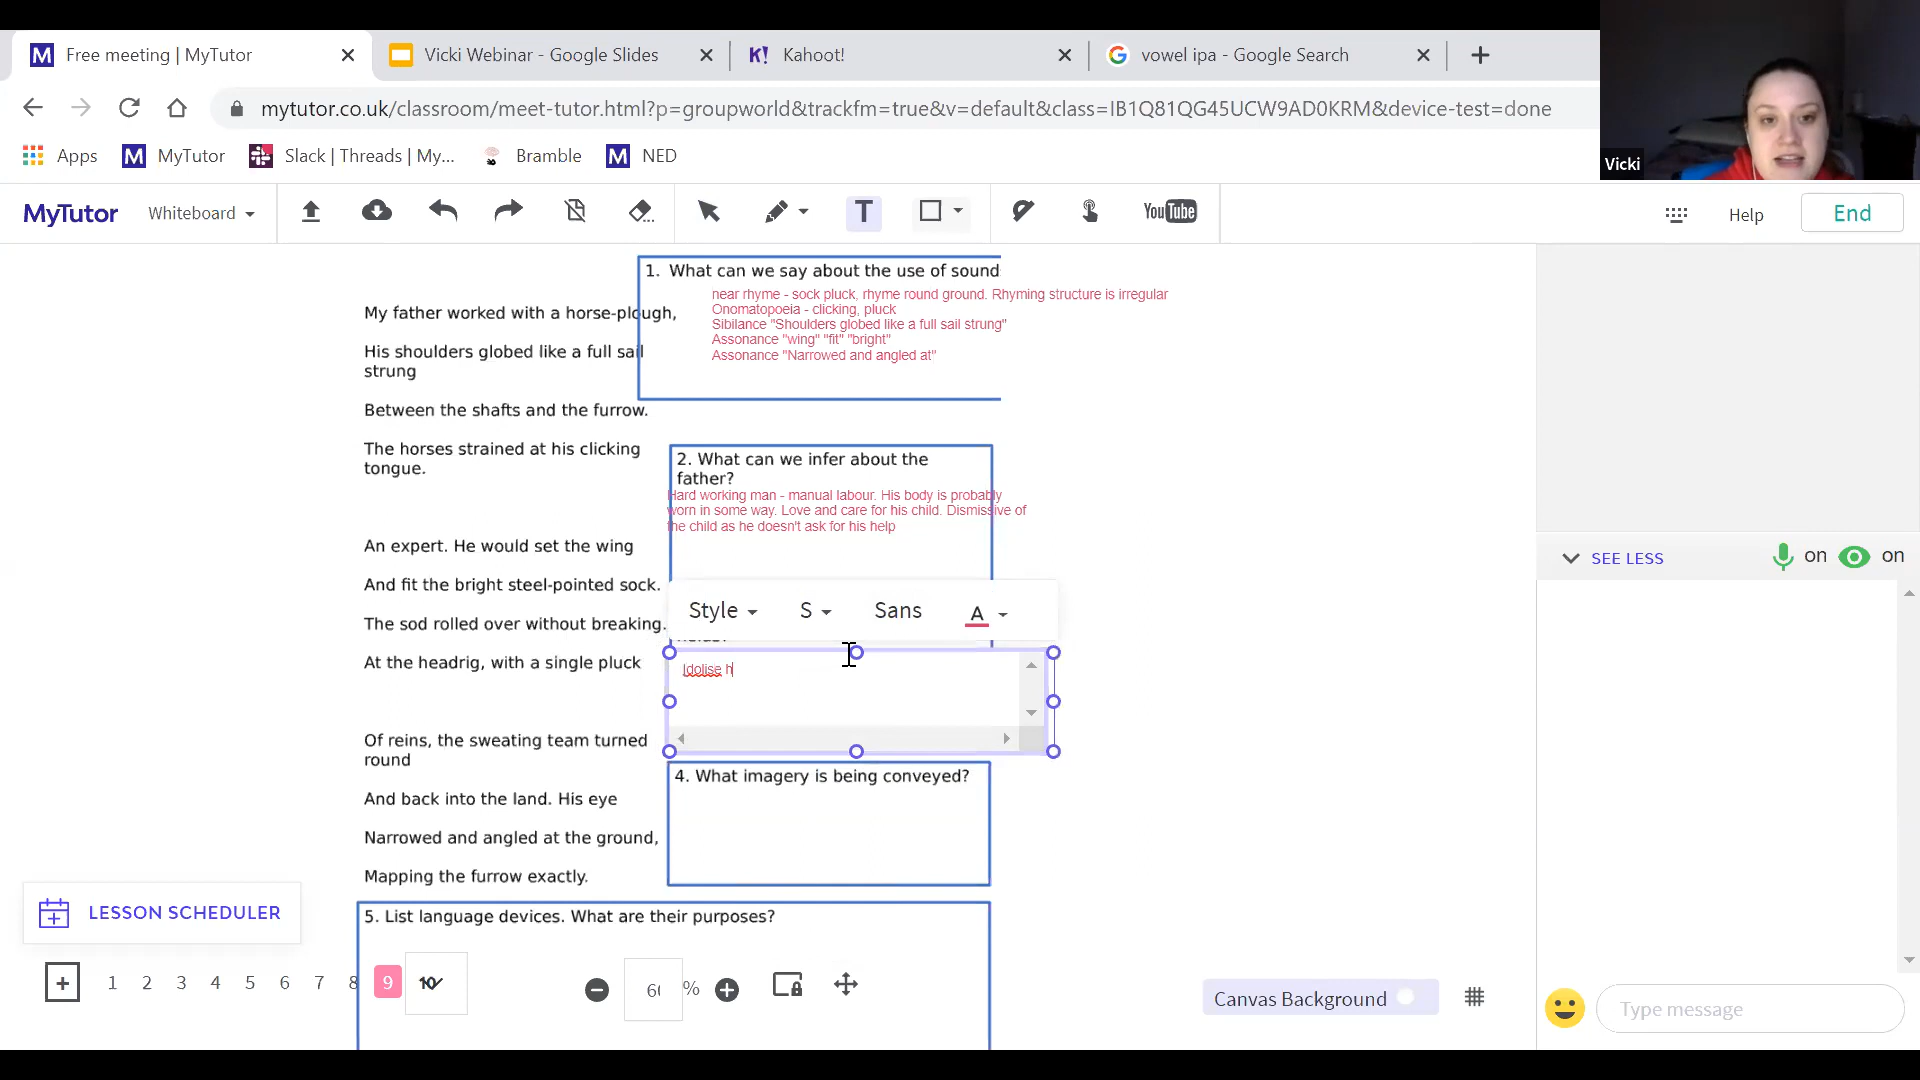 Free meeting | MyTutor
Vicki Webinar - Google Slides
K! Kahoot!
vowel ipa - Google Search
mytutor.co.uk/classroom/meet-tutor.html?p=groupworld&trackfm=true&v=default&class=IB1Q81QG45UCW9AD0KRM&device-test=done
Apps
M MyTutor
Slack | Threads | My...
Bramble
M NED
Vicki
MyTutor
Whiteboard
T
YouTube
Help
End
My father worked with a horse-plough,
His shoulders globed like a full sail
strung
Between the shafts and the furrow.
The horses strained at his clicking
tongue.
An expert. He would set the wing
And fit the bright steel-pointed sock.
The sod rolled over without breaking.
At the headrig, with a single pluck
Of reins, the sweating team turned
round
And back into the land. His eye
Narrowed and angled at the ground,
Mapping the furrow exactly.
1. What can we say about the use of sound
near rhyme - sock pluck, rhyme round ground. Rhyming structure is irregular
Onomatopoeia - clicking, pluck
Sibilance "Shoulders globed like a full sail strung"
Assonance "wing" "fit" "bright"
Assonance "Narrowed and angled at"
2. What can we infer about the
father?
Hard working man - manual labour. His body is probably
worn in some way. Love and care for his child. Dismissive of
the child as he doesn't ask for his help
Style
S
Sans
A
Idolise h
4. What imagery is being conveyed?
5. List language devices. What are their purposes?
SEE LESS
on
on
LESSON SCHEDULER
1 2 3 4 5 6 7 8 9 10
%
Canvas Background
Type message